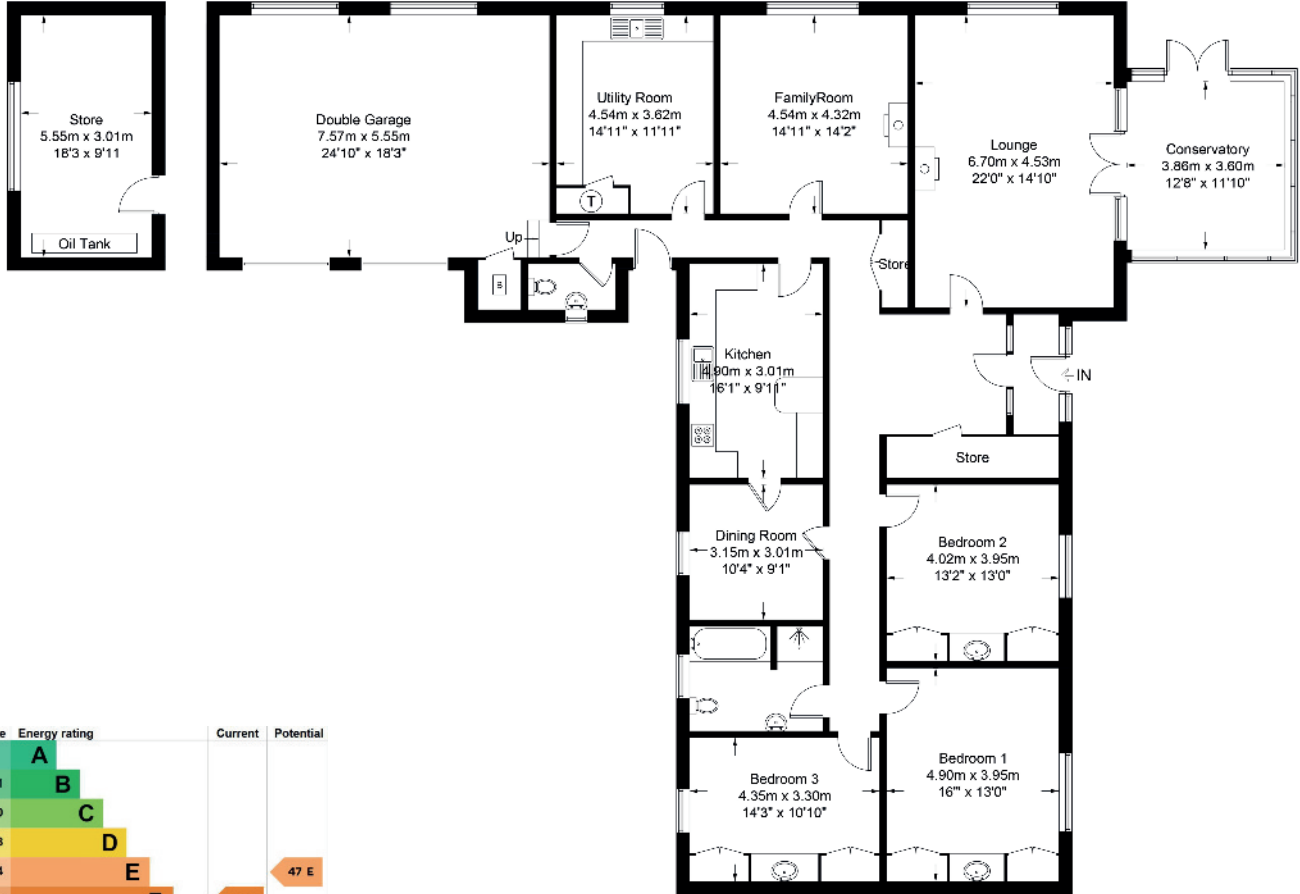 Store
5.55m x 3.01m
18'3 x 9'11
Oil Tank
Double Garage
7.57m x 5.55m
24'10" x 18'3"
Up
Utility Room
4.54m x 3.62m
14'11" x 11'11"
T
FamilyRoom
4.54m x 4.32m
14'11" x 14'2"
Lounge
6.70m x 4.53m
22'0" x 14'10"
Conservatory
3.86m x 3.60m
12'8" x 11'10"
Store
Kitchen
4.90m x 3.01m
16'1" x 9'11"
IN
Store
Dining Room
3.15m x 3.01m
10'4" x 9'1"
Bedroom 2
4.02m x 3.95m
13'2" x 13'0"
Bedroom 1
4.90m x 3.95m
16'" x 13'0"
Bedroom 3
4.35m x 3.30m
14'3" x 10'10"
Energy rating Current Potential
A
B
C
D
E
47 E